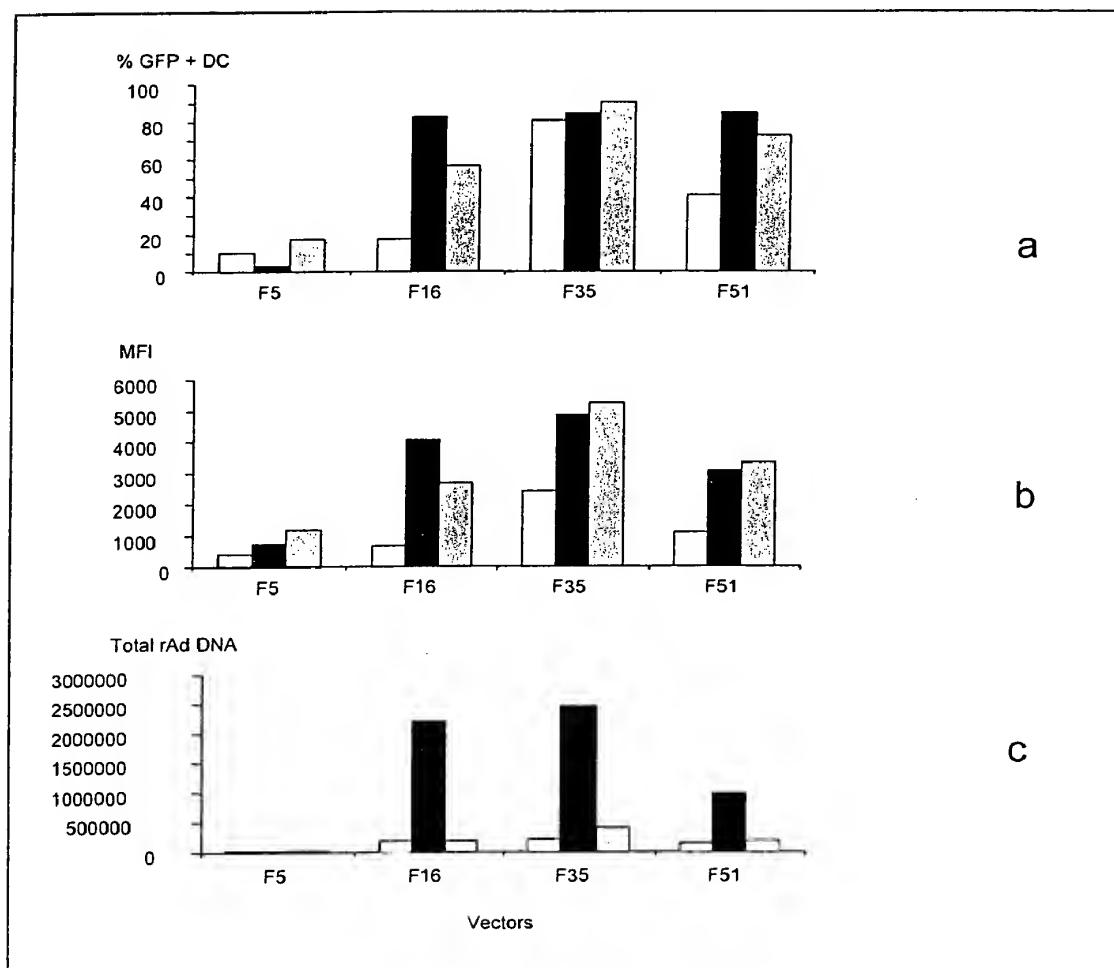 % GFP + DC
100
80
60
40
20
0
F5 F16 F35 F51
a
MFI
6000
5000
4000
3000
2000
1000
0
F5 F16 F35 F51
b
Total rAd DNA
3000000
2500000
2000000
1500000
1000000
500000
0
F5 F16 F35 F51
c
Vectors